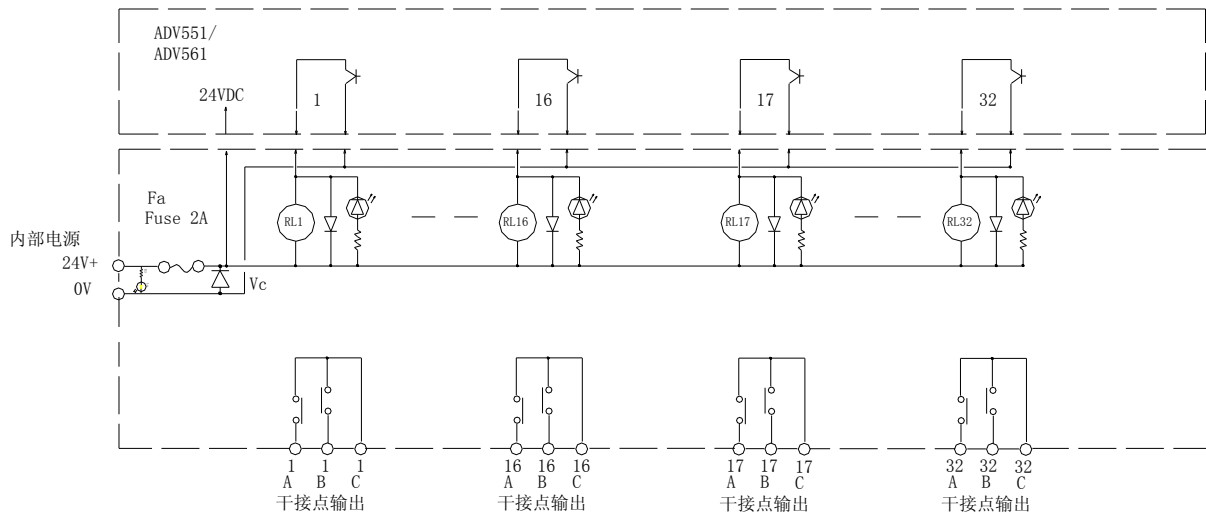 ADV551/
ADV561
24VDC
1
16
17
32
Fa
Fuse 2A
RL1
RL16
RL17
RL32
内部电源
24V+
0V
Vc
1 1 1
A B C
干接点输出
16 16 16
A B C
干接点输出
17 17 17
A B C
干接点输出
32 32 32
A B C
干接点输出